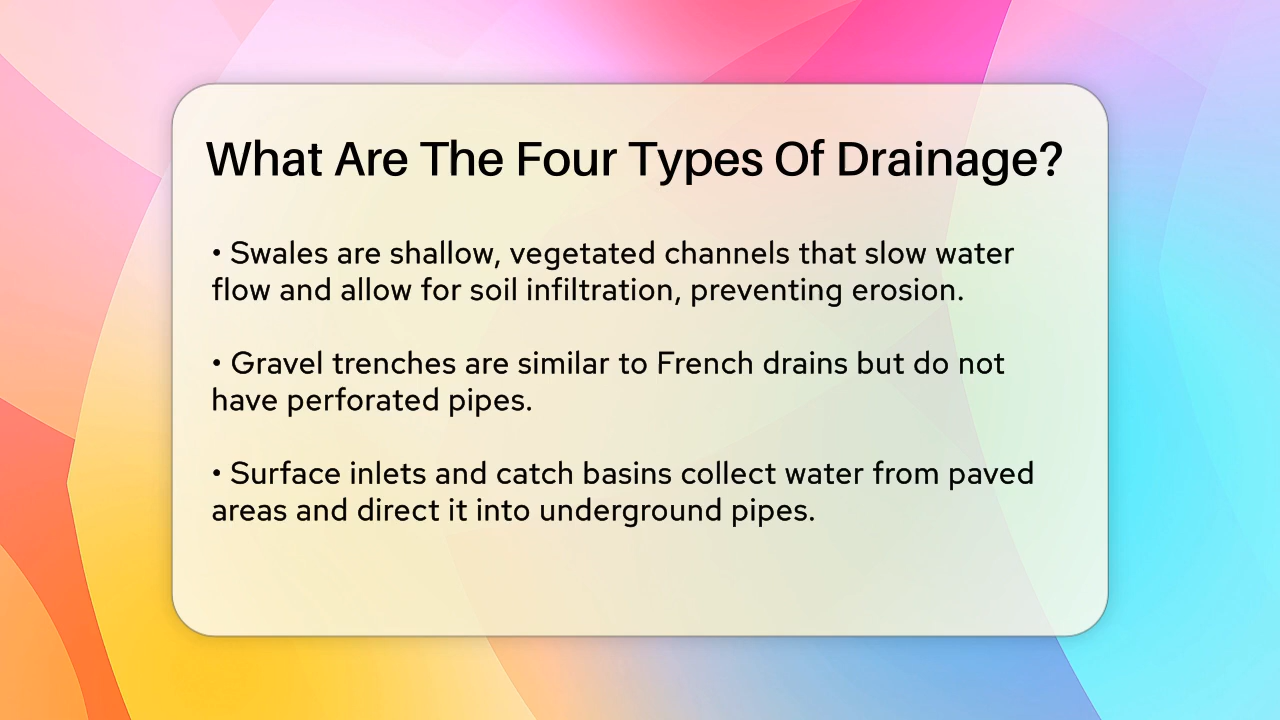 What Are The Four Types Of Drainage?
• Swales are shallow, vegetated channels that slow water
flow and allow for soil infiltration, preventing erosion.
• Gravel trenches are similar to French drains but do not
have perforated pipes.
• Surface inlets and catch basins collect water from paved
areas and direct it into underground pipes.